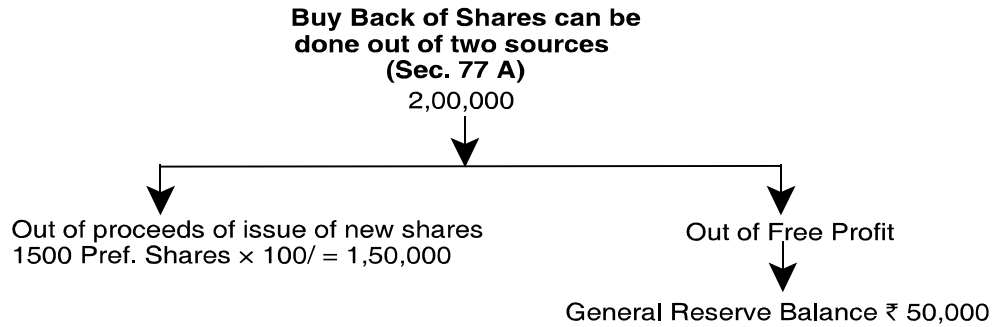 Buy Back of Shares can be
done out of two sources
(Sec. 77 A)
2,00,000
Out of proceeds of issue of new shares
1500 Pref. Shares × 100/ = 1,50,000
Out of Free Profit
General Reserve Balance ₹ 50,000